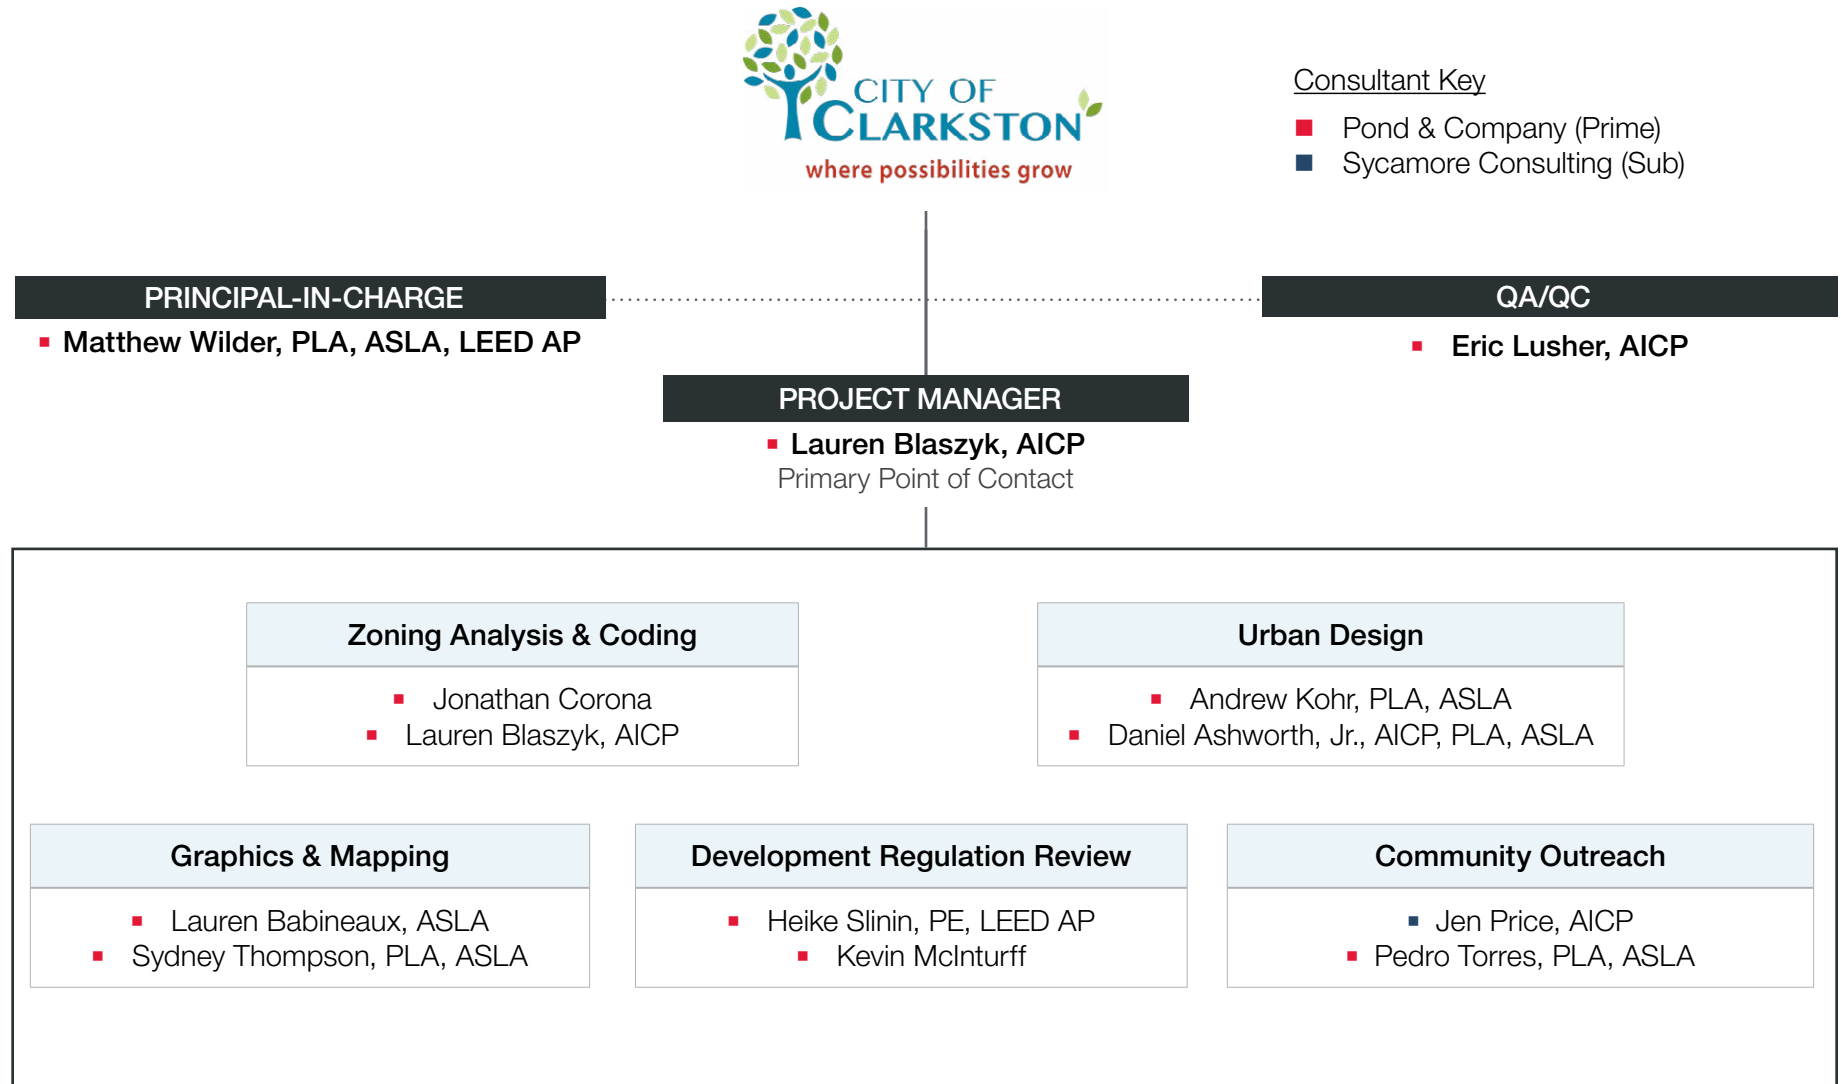 CITY OF
CLARKSTON
where possibilities grow
Consultant Key
Pond & Company (Prime)
Sycamore Consulting (Sub)
PRINCIPAL-IN-CHARGE
Matthew Wilder, PLA, ASLA, LEED AP
QA/QC
Eric Lusher, AICP
PROJECT MANAGER
Lauren Blaszyk, AICP
Primary Point of Contact
Zoning Analysis & Coding
Jonathan Corona
Lauren Blaszyk, AICP
Urban Design
Andrew Kohr, PLA, ASLA
Daniel Ashworth, Jr., AICP, PLA, ASLA
Graphics & Mapping
Lauren Babineaux, ASLA
Sydney Thompson, PLA, ASLA
Development Regulation Review
Heike Slinin, PE, LEED AP
Kevin McInturff
Community Outreach
Jen Price, AICP
Pedro Torres, PLA, ASLA